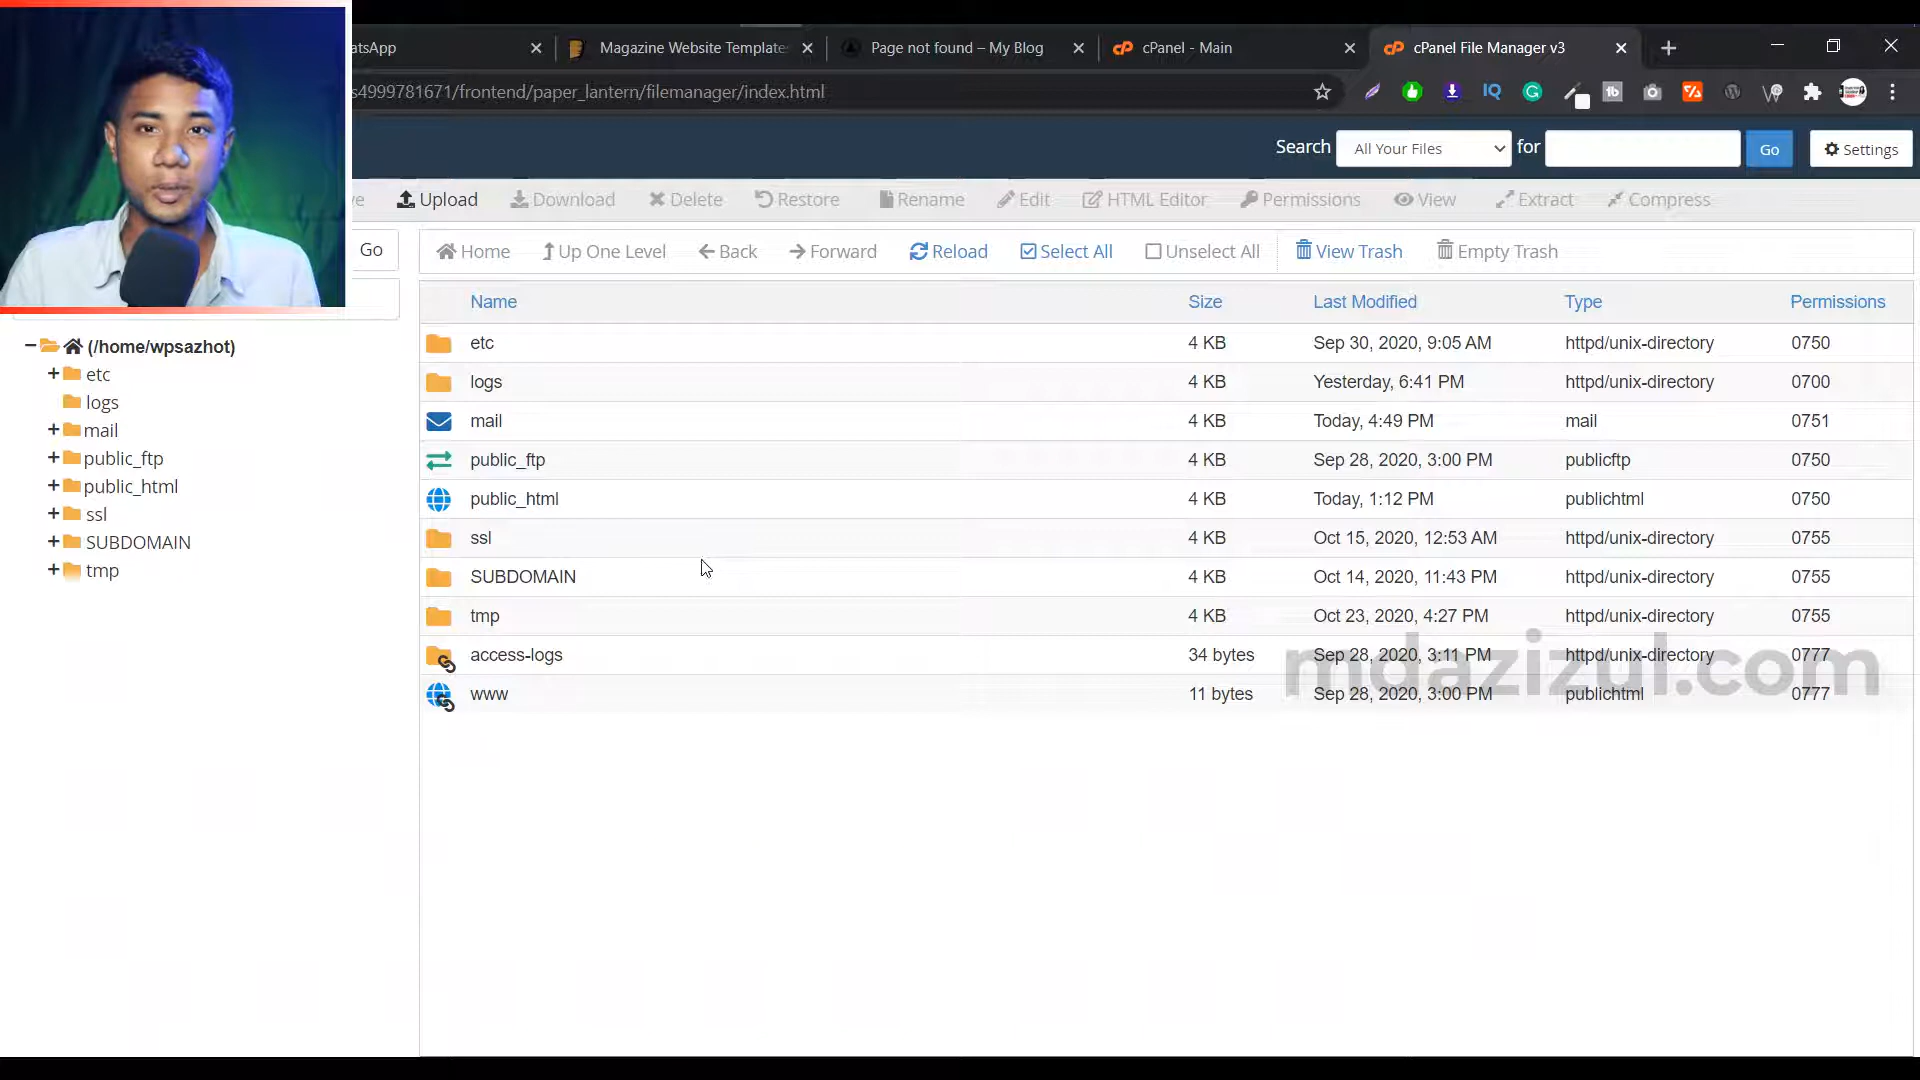 atsApp
Magazine Website Template
Page not found – My Blog
cPanel - Main
cPanel File Manager v3
s4999781671/frontend/paper_lantern/filemanager/index.html
Search All Your Files for Go Settings
Upload Download Delete Restore Rename Edit HTML Editor Permissions View Extract Compress
Go
Home Up One Level Back Forward Reload Select All Unselect All View Trash Empty Trash
(/home/wpsazhot)
etc
logs
mail
public_ftp
public_html
ssl
SUBDOMAIN
tmp
Name Size Last Modified Type Permissions
etc 4 KB Sep 30, 2020, 9:05 AM httpd/unix-directory 0750
logs 4 KB Yesterday, 6:41 PM httpd/unix-directory 0700
mail 4 KB Today, 4:49 PM mail 0751
public_ftp 4 KB Sep 28, 2020, 3:00 PM publicftp 0750
public_html 4 KB Today, 1:12 PM publichtml 0750
ssl 4 KB Oct 15, 2020, 12:53 AM httpd/unix-directory 0755
SUBDOMAIN 4 KB Oct 14, 2020, 11:43 PM httpd/unix-directory 0755
tmp 4 KB Oct 23, 2020, 4:27 PM httpd/unix-directory 0755
access-logs 34 bytes Sep 28, 2020, 3:11 PM httpd/unix-directory 0777
www 11 bytes Sep 28, 2020, 3:00 PM publichtml 0777
mdazizul.com